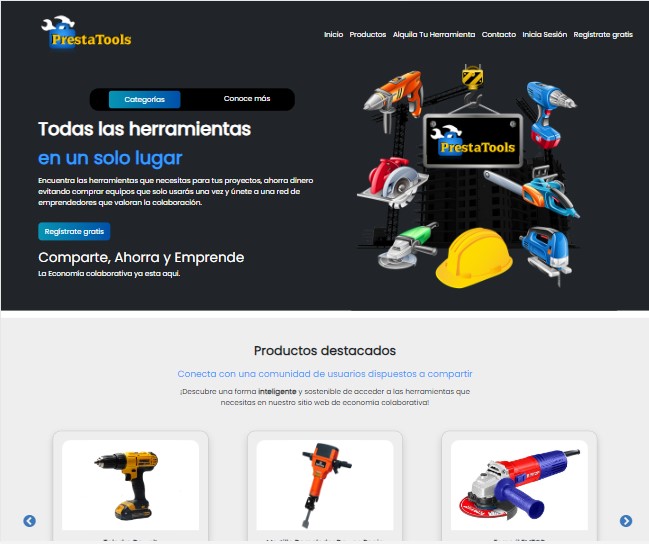 PrestaTools
Inicio Productos Alquila Tu Herramienta Contacto Inicia Sesión Registrate gratis
Categorias Conoce más
Todas las herramientas
en un solo lugar
PrestaTools
Encuentra las herramientas que necesitas para tus proyectos, ahorra dinero
evitando comprar equipos que solo usarás una vez y únete a una red de
emprendedores que valoran la colaboración.
Registrate gratis
Comparte, Ahorra y Emprende
La Economía colaborativa ya esta aquí.
Productos destacados
Conecta con una comunidad de usuarios dispuestos a compartir
¡Descubre una forma inteligente y sostenible de acceder a las herramientas que
necesitas en nuestro sitio web de economía colaborativa!